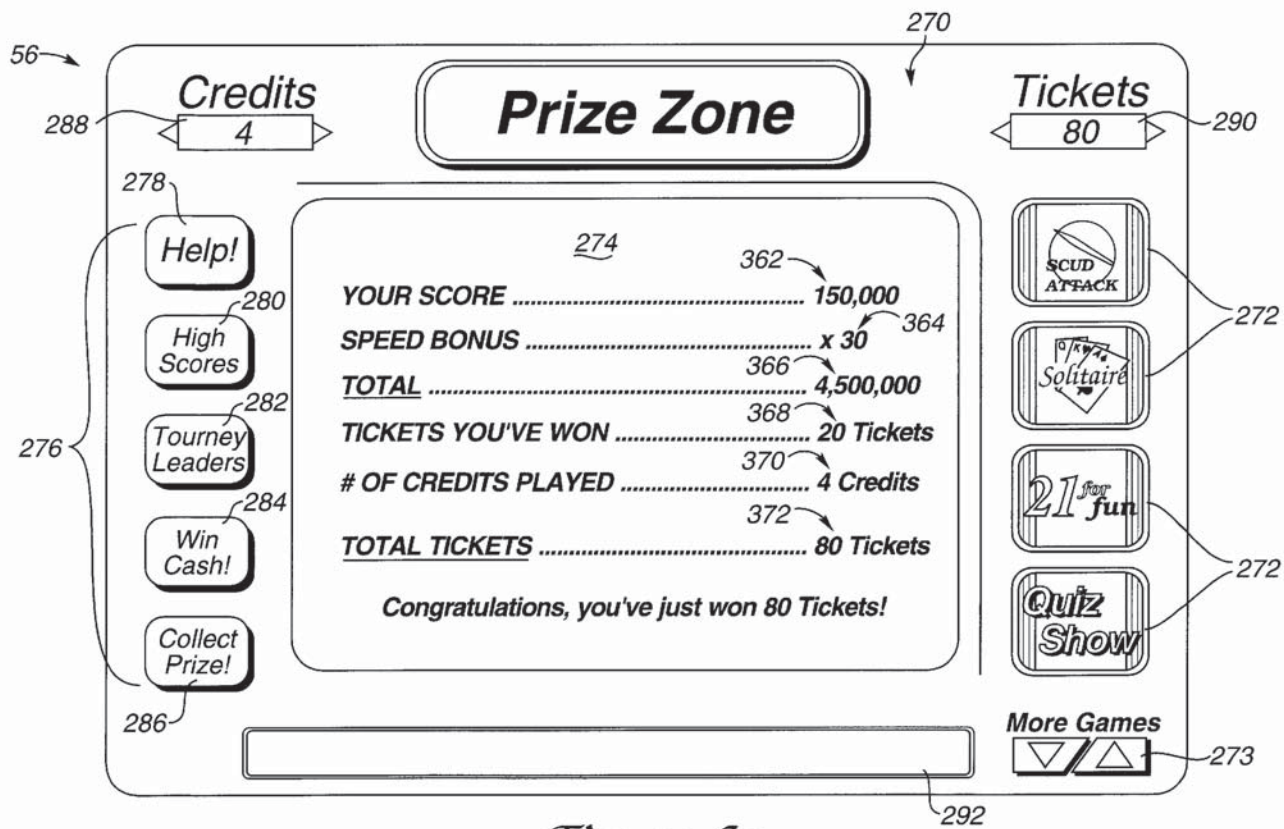 270
56
Credits
Prize Zone
Tickets
288
4
80
290
278
Help!
274
362
SCUD
ATTACK
YOUR SCORE ........................................... 150,000
280
364
272
High
Scores
SPEED BONUS .......................................... x 30
366
Solitaire
TOTAL ...................................................... 4,500,000
282
368
Tourney
Leaders
TICKETS YOU'VE WON ............................ 20 Tickets
276
370
# OF CREDITS PLAYED ........................... 4 Credits
284
372
21 for
fun
Win
Cash!
TOTAL TICKETS ....................................... 80 Tickets
272
Congratulations, you've just won 80 Tickets!
Quiz
Show
Collect
Prize!
286
More Games
273
292